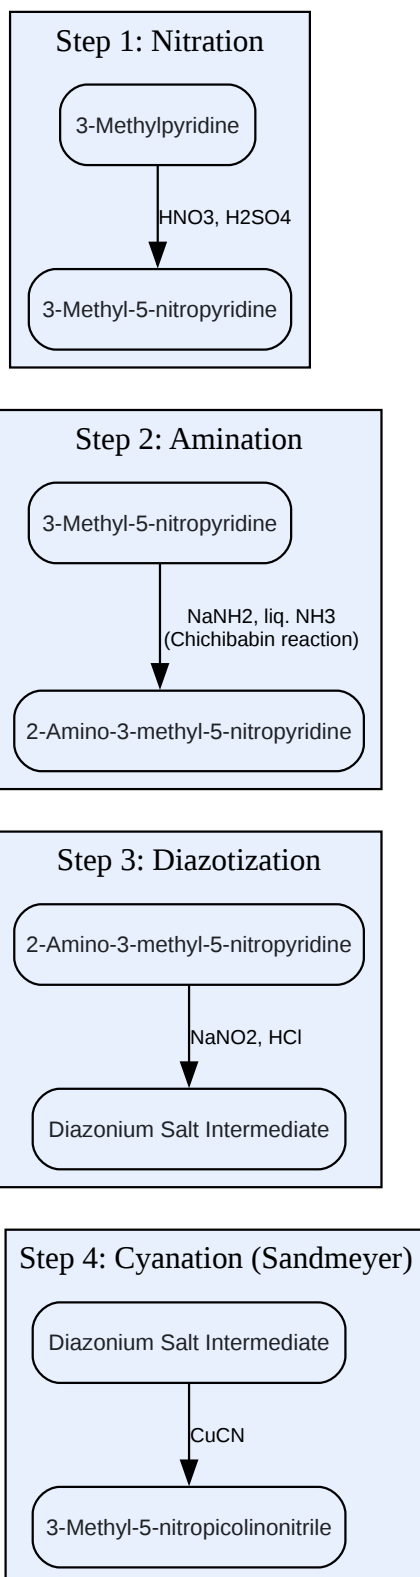 Step 1: Nitration
3-Methylpyridine
HNO3, H2SO4
3-Methyl-5-nitropyridine
Step 2: Amination
3-Methyl-5-nitropyridine
NaNH2, liq. NH3
(Chichibabin reaction)
2-Amino-3-methyl-5-nitropyridine
Step 3: Diazotization
2-Amino-3-methyl-5-nitropyridine
NaNO2, HCl
Diazonium Salt Intermediate
Step 4: Cyanation (Sandmeyer)
Diazonium Salt Intermediate
CuCN
3-Methyl-5-nitropicolinonitrile